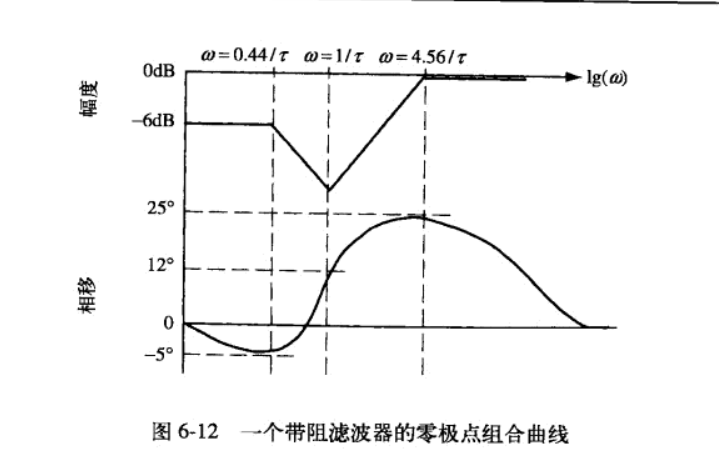 ω=0.44/τ ω=1/τ ω=4.56/τ
0dB
lg(ω)
幅度
−6dB
25°
12°
相移
0
−5°
图 6-12 一个带阻滤波器的零极点组合曲线